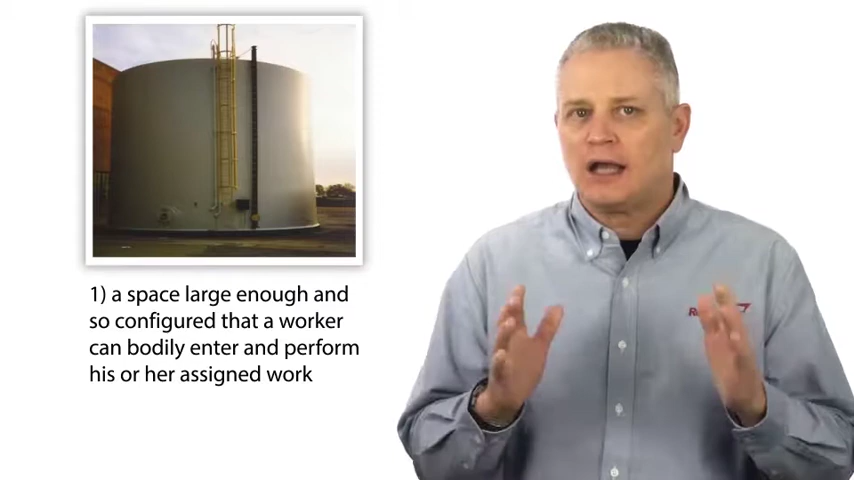 1) a space large enough and
so configured that a worker
can bodily enter and perform
his or her assigned work